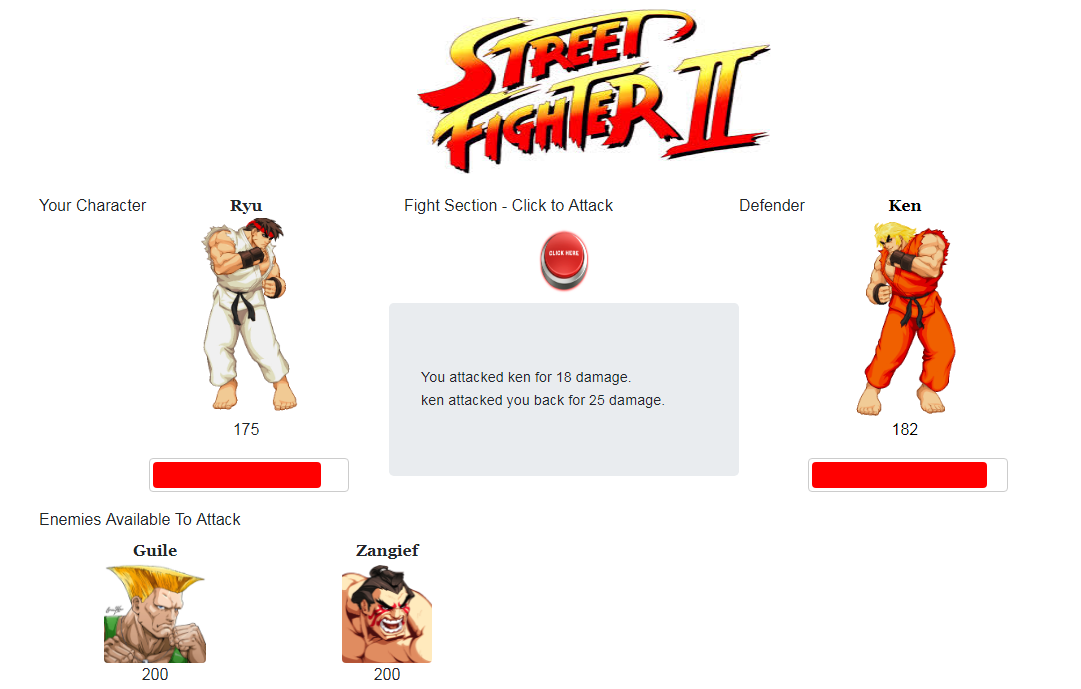 STREET
FIGHTER II
Your Character
Ryu
Fight Section - Click to Attack
Defender
Ken
CLICK HERE
You attacked ken for 18 damage.
ken attacked you back for 25 damage.
175
182
Enemies Available To Attack
Guile
Zangief
200
200